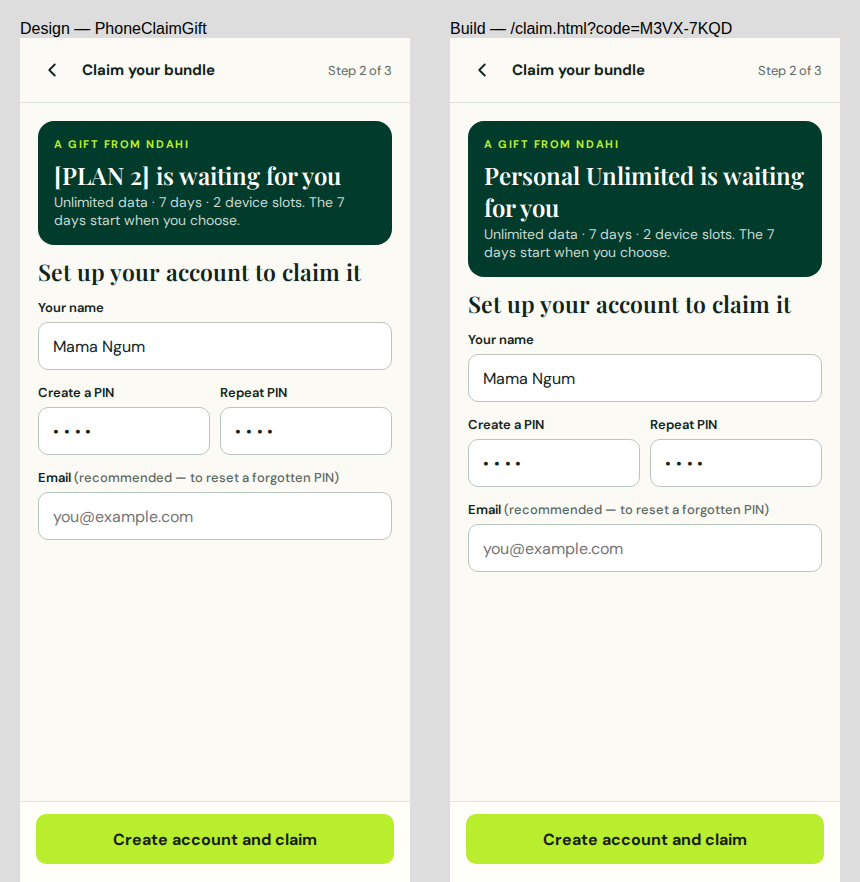 Design — PhoneClaimGift
Claim your bundle
Step 2 of 3
A GIFT FROM NDAHI
[PLAN 2] is waiting for you
Unlimited data · 7 days · 2 device slots. The 7
days start when you choose.
Set up your account to claim it
Your name
Mama Ngum
Create a PIN
Repeat PIN
• • • •
• • • •
Email (recommended — to reset a forgotten PIN)
you@example.com
Create account and claim
Build — /claim.html?code=M3VX-7KQD
Claim your bundle
Step 2 of 3
A GIFT FROM NDAHI
Personal Unlimited is waiting
for you
Unlimited data · 7 days · 2 device slots. The 7
days start when you choose.
Set up your account to claim it
Your name
Mama Ngum
Create a PIN
Repeat PIN
• • • •
• • • •
Email (recommended — to reset a forgotten PIN)
you@example.com
Create account and claim